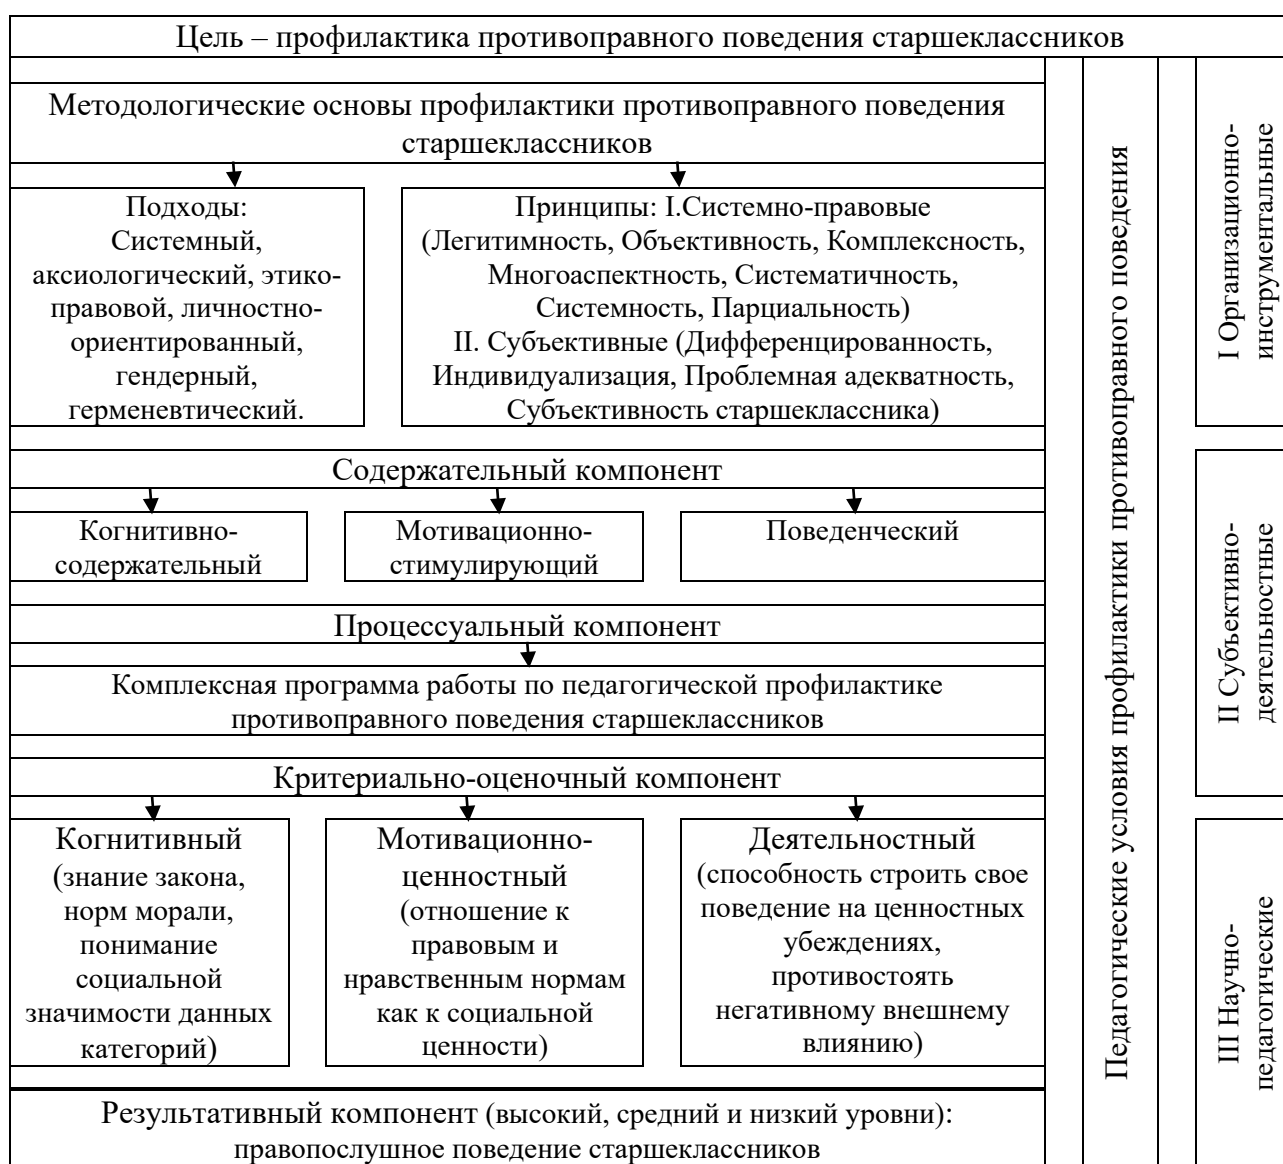 Цель – профилактика противоправного поведения старшеклассников
Методологические основы профилактики противоправного поведения
старшеклассников
Подходы:
Системный,
аксиологический, этико-
правовой, личностно-
ориентированный,
гендерный,
герменевтический.
Принципы: I.Системно-правовые
(Легитимность, Объективность, Комплексность,
Многоаспектность, Систематичность,
Системность, Парциальность)
II. Субъективные (Дифференцированность,
Индивидуализация, Проблемная адекватность,
Субъективность старшеклассника)
Содержательный компонент
Когнитивно-
содержательный
Мотивационно-
стимулирующий
Поведенческий
Процессуальный компонент
Комплексная программа работы по педагогической профилактике
противоправного поведения старшеклассников
Критериально-оценочный компонент
Когнитивный
(знание закона,
норм морали,
понимание
социальной
значимости данных
категорий)
Мотивационно-
ценностный
(отношение к
правовым и
нравственным нормам
как к социальной
ценности)
Деятельностный
(способность строить свое
поведение на ценностных
убеждениях,
противостоять
негативному внешнему
влиянию)
Результативный компонент (высокий, средний и низкий уровни):
правопослушное поведение старшеклассников
Педагогические условия профилактики противоправного поведения
I Организационно-
инструментальные
II Субъективно-
деятельностные
III Научно-
педагогические